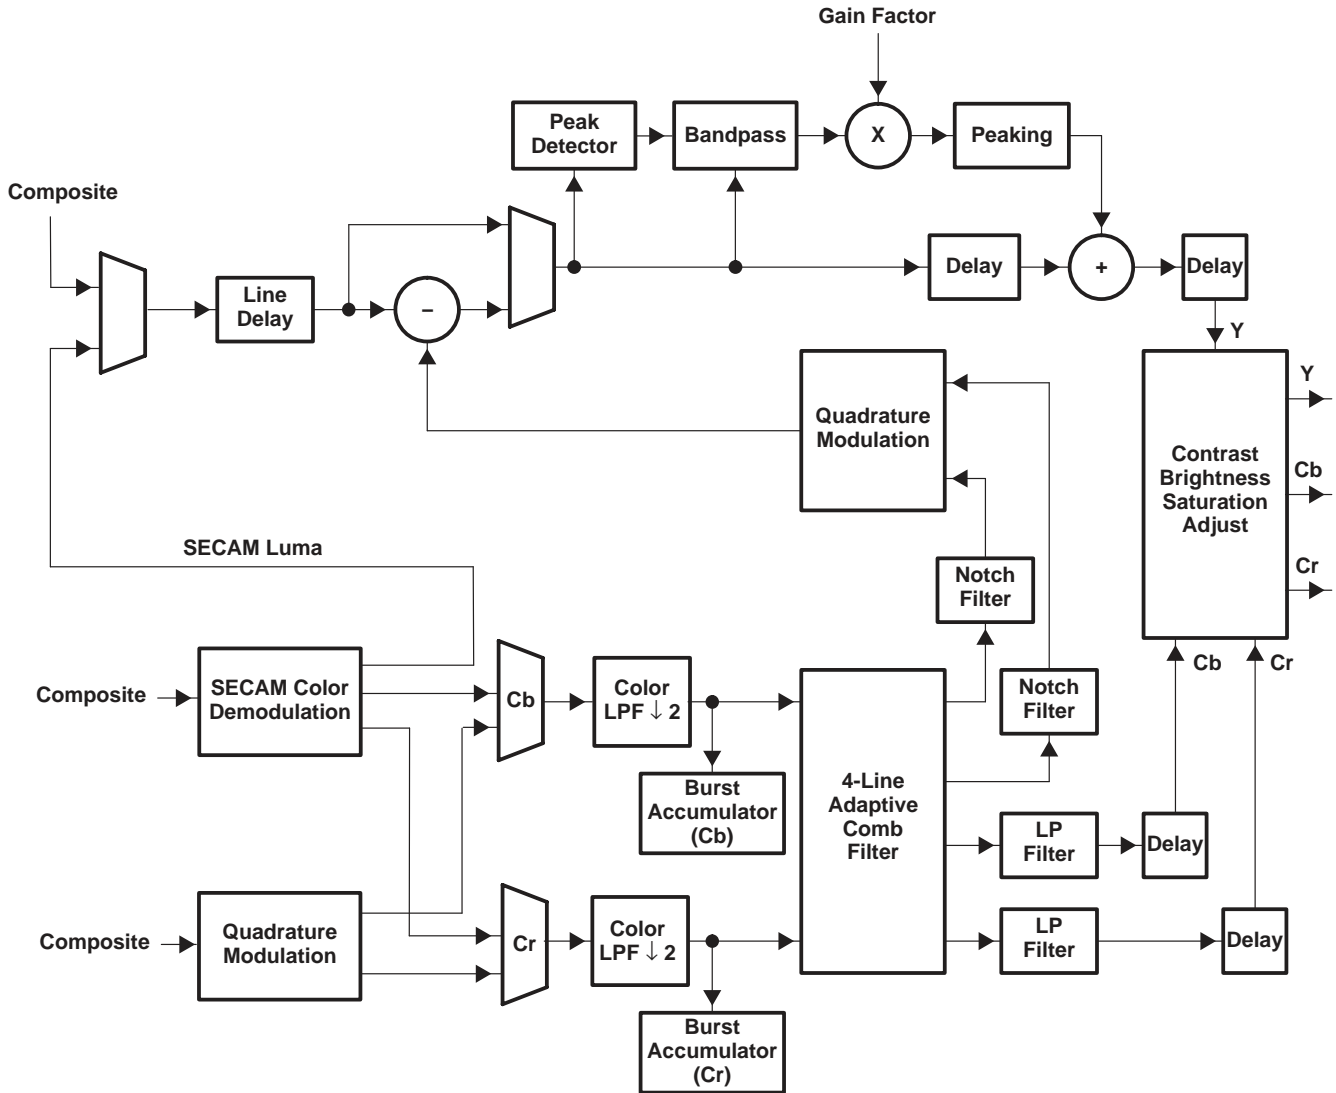 Gain Factor
Peak
Detector
Bandpass
X
Peaking
Composite
Line
Delay
–
Delay
+
Delay
Y
Quadrature
Modulation
Contrast
Brightness
Saturation
Adjust
Y
Cb
Cr
SECAM Luma
Notch
Filter
Composite
SECAM Color
Demodulation
Cb
Color
LPF ↓ 2
Notch
Filter
Cb
Cr
Burst
Accumulator
(Cb)
4-Line
Adaptive
Comb
Filter
LP
Filter
Delay
Composite
Quadrature
Modulation
Cr
Color
LPF ↓ 2
LP
Filter
Delay
Burst
Accumulator
(Cr)